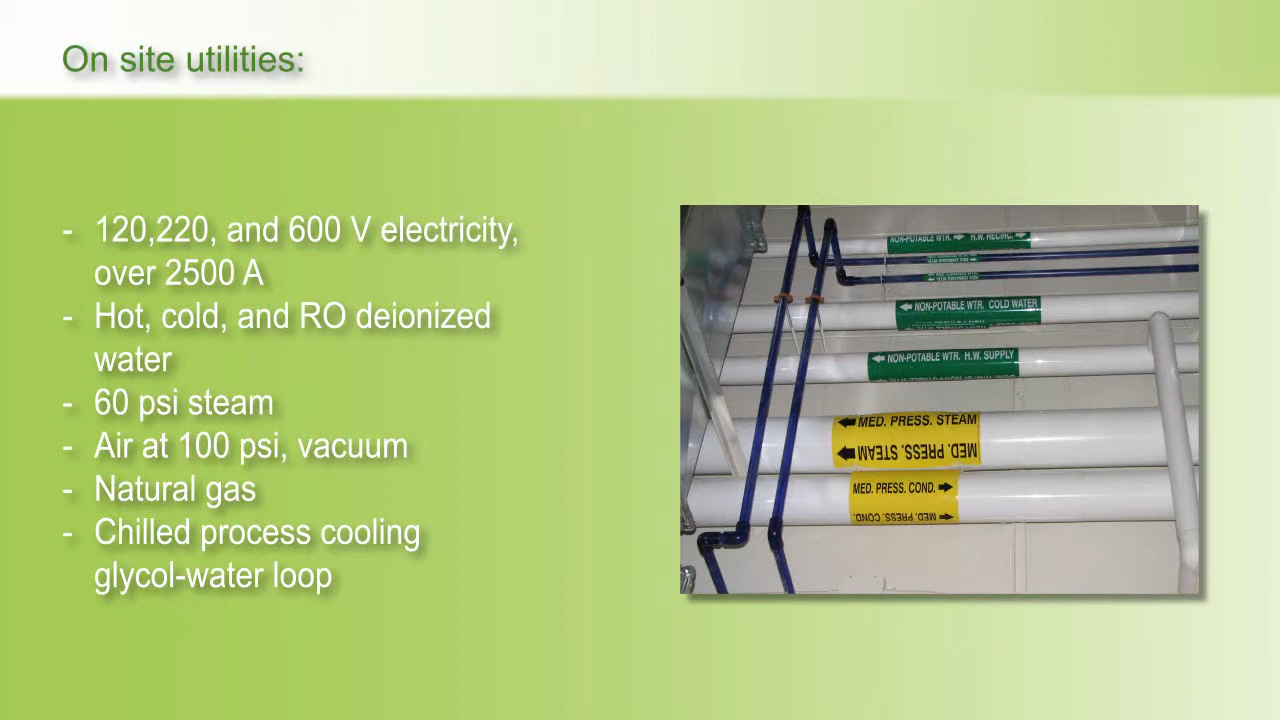 On site utilities:
- 120,220, and 600 V electricity,
over 2500 A
- Hot, cold, and RO deionized
water
- 60 psi steam
- Air at 100 psi, vacuum
- Natural gas
- Chilled process cooling
glycol-water loop
NON-POTABLE WTR. H.W. RECIRC.
NON-POTABLE WTR. COLD WATER
NON-POTABLE WTR. H.W. SUPPLY
MED. PRESS. STEAM
MED. PRESS. STEAM
MED. PRESS. COND.
MED. PRESS. COND.